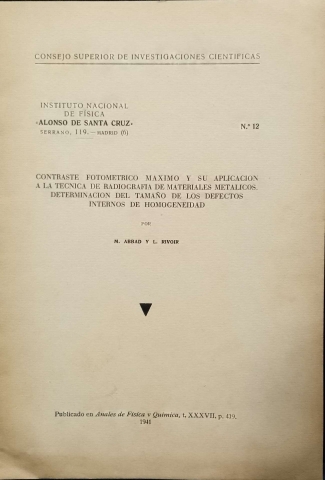 CONSEJO SUPERIOR DE INVESTIGACIONES CIENTIFICAS
INSTITUTO NACIONAL
DE FÍSICA
«ALONSO DE SANTA CRUZ»
SERRANO, 119.—MADRID (6)
N.º 12
CONTRASTE FOTOMETRICO MAXIMO Y SU APLICACION
A LA TECNICA DE RADIOGRAFIA DE MATERIALES METALICOS.
DETERMINACION DEL TAMAÑO DE LOS DEFECTOS
INTERNOS DE HOMOGENEIDAD
POR
M. ABBAD Y L. RIVOIR
Publicado en Anales de Física y Química, t. XXXVII, p. 419,
1941